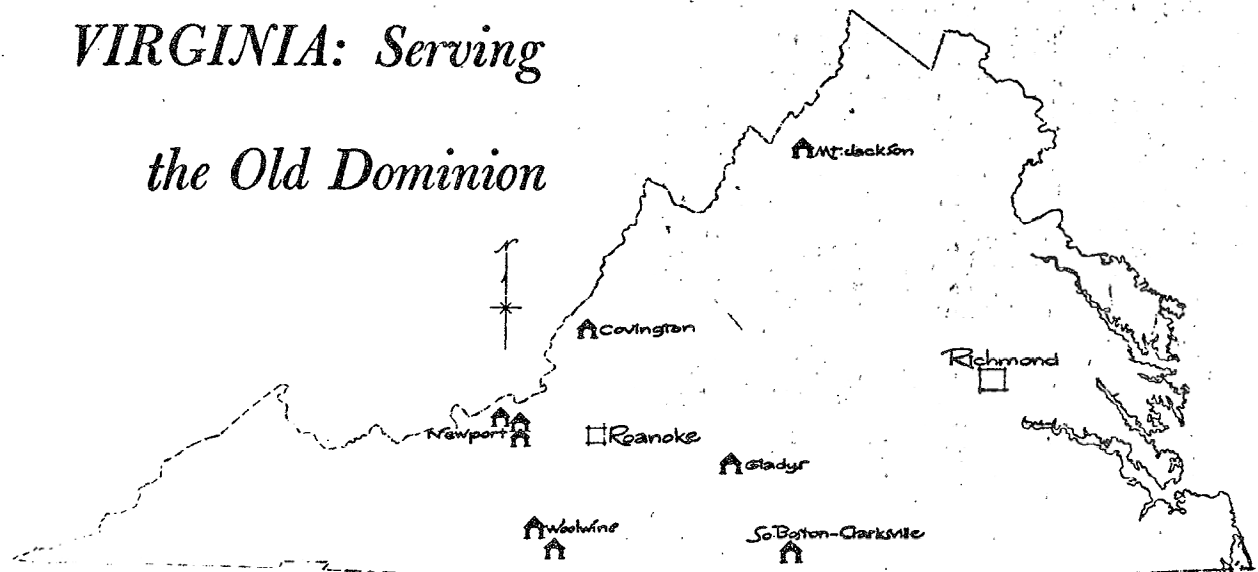 VIRGINIA: Serving
the Old Dominion
Mt. Jackson
N
Covington
Richmond
Newport
Roanoke
Gladys
Woolwine
So. Boston-Clarksville